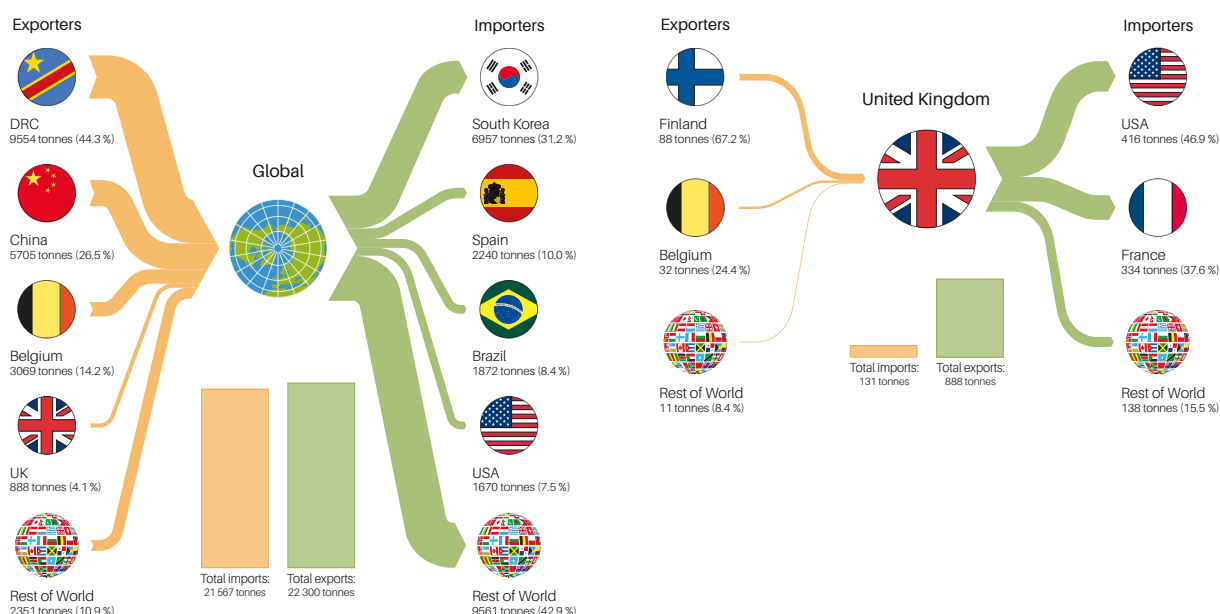 Exporters
Importers
DRC
9554 tonnes (44.3 %)
South Korea
6957 tonnes (31.2 %)
Global
China
5705 tonnes (26.5 %)
Spain
2240 tonnes (10.0 %)
Belgium
3069 tonnes (14.2 %)
Brazil
1872 tonnes (8.4 %)
UK
888 tonnes (4.1 %)
USA
1670 tonnes (7.5 %)
Total imports:
21 567 tonnes
Total exports:
22 300 tonnes
Rest of World
2351 tonnes (10.9 %)
Rest of World
9561 tonnes (42.9 %)
Exporters
Importers
Finland
88 tonnes (67.2 %)
United Kingdom
USA
416 tonnes (46.9 %)
Belgium
32 tonnes (24.4 %)
France
334 tonnes (37.6 %)
Total imports:
131 tonnes
Total exports:
888 tonnes
Rest of World
11 tonnes (8.4 %)
Rest of World
138 tonnes (15.5 %)